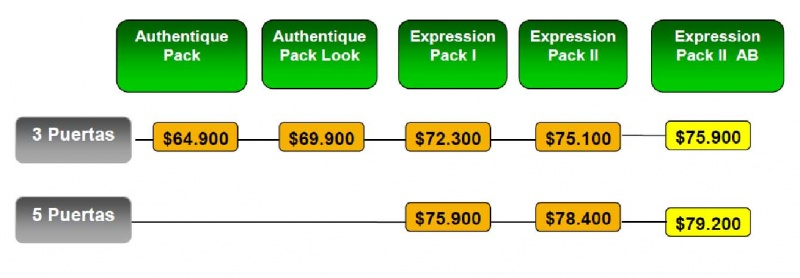 Authentique
Pack
Authentique
Pack Look
Expression
Pack I
Expression
Pack II
Expression
Pack II AB
3 Puertas
$64.900
$69.900
$72.300
$75.100
$75.900
5 Puertas
$75.900
$78.400
$79.200